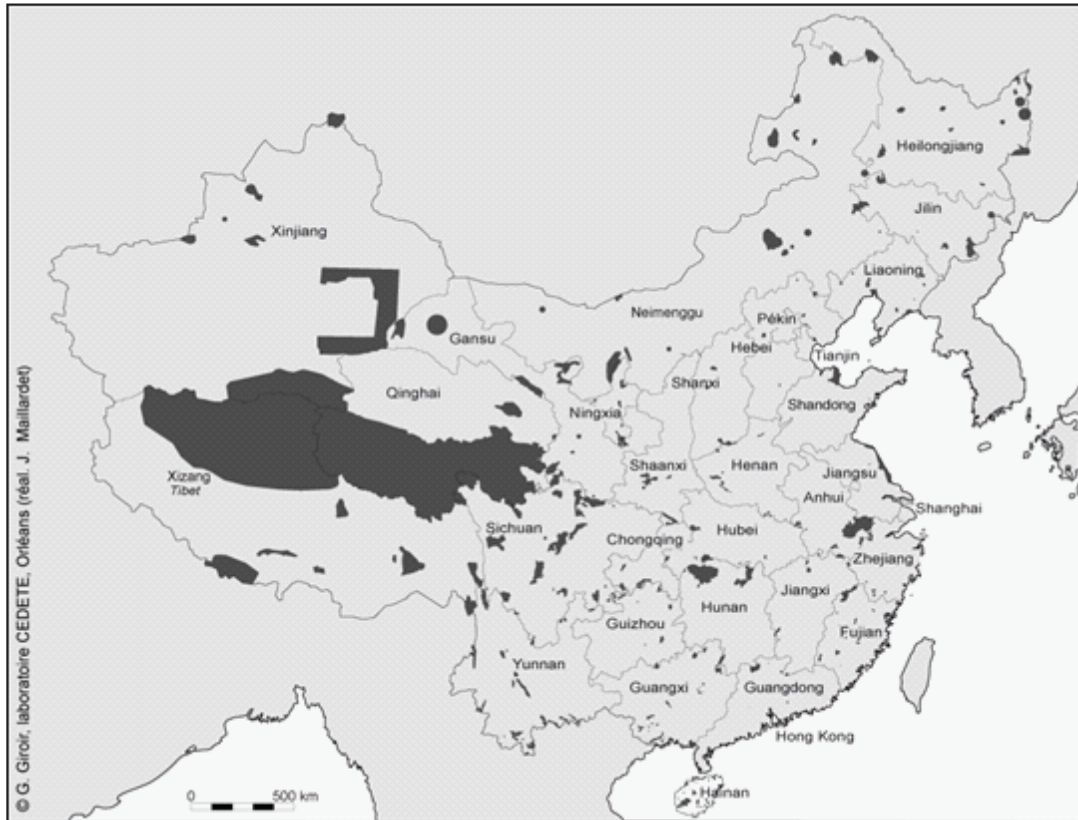 Heilongjiang
Jilin
Xinjiang
Liaoning
Neimenggu
Pékin
Gansu
Hebei
Tianjin
Shanxi
Qinghai
Ningxia
Shandong
Shaanxi
Henan
Jiangsu
Xizang
Tibet
Anhui
Shanghai
Sichuan
Hubei
Chongqing
Zhejiang
Jiangxi
Hunan
Guizhou
Fujian
Yunnan
Guangxi
Guangdong
Hong Kong
Hainan
0 500 km
© G. Giroir, laboratoire CEDETE, Orléans (réal. J. Maillardet)